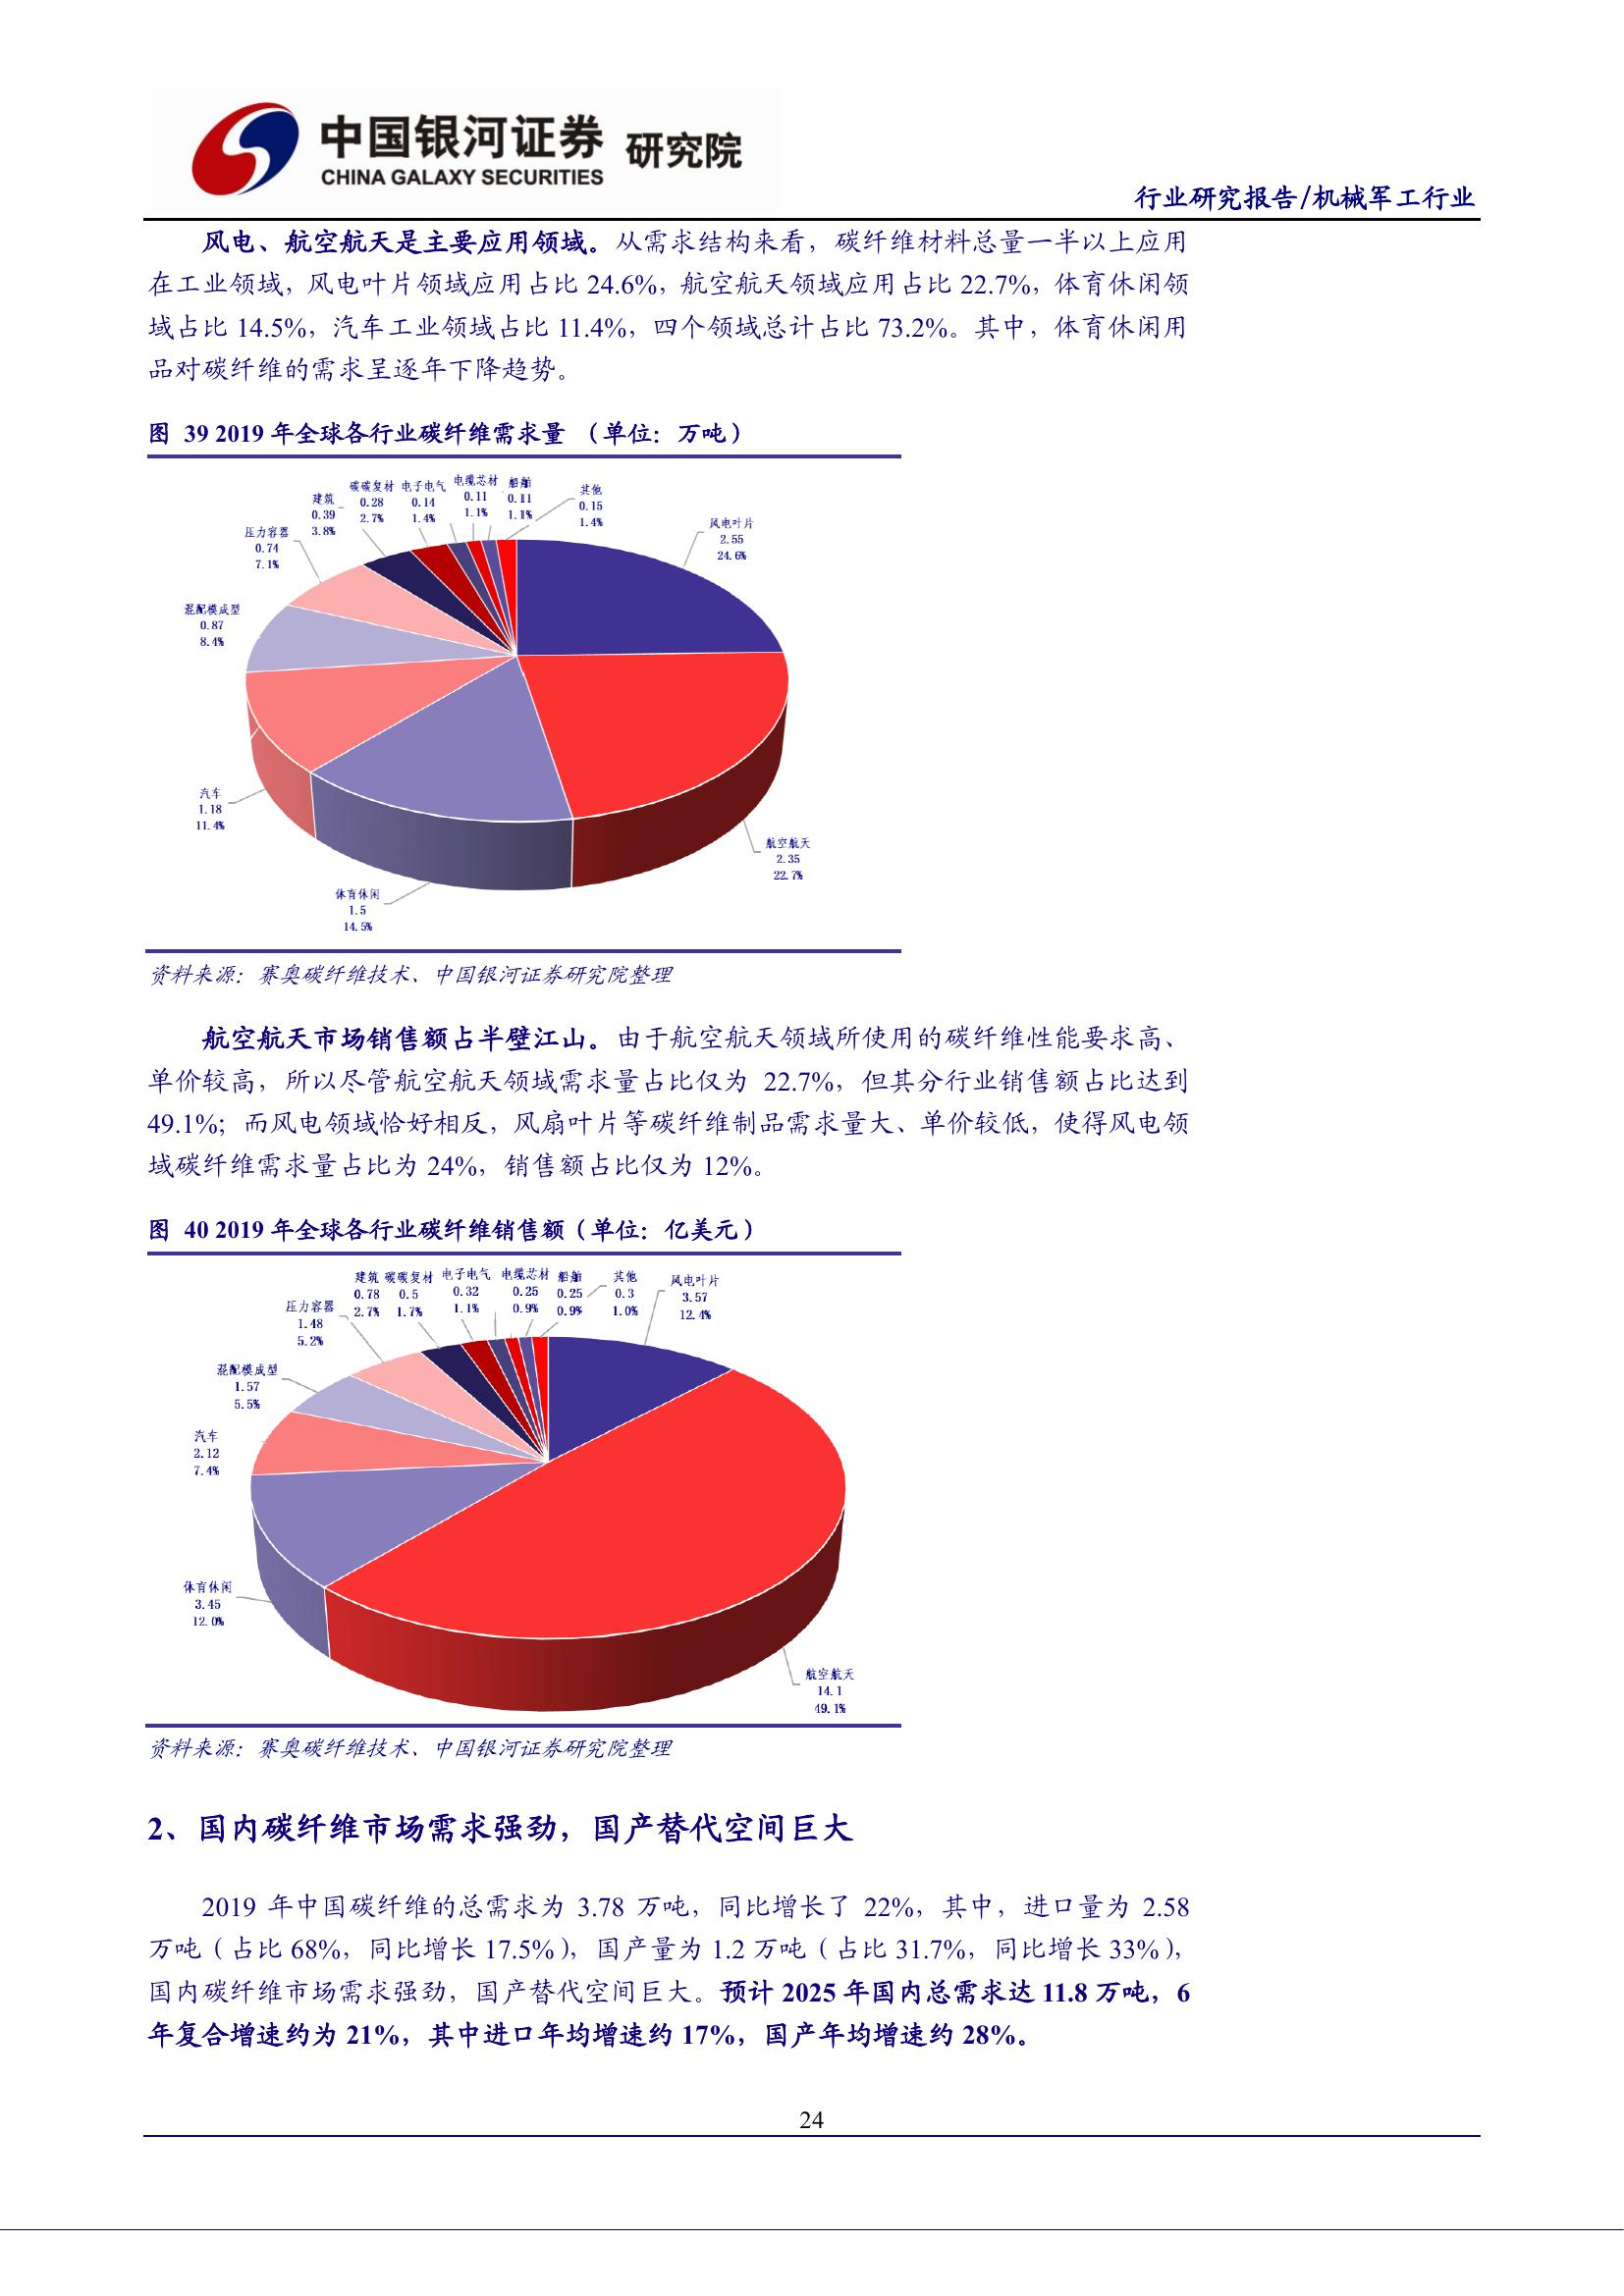 中国银河证券 研究院
CHINA GALAXY SECURITIES
行业研究报告/机械军工行业
风电、航空航天是主要应用领域。从需求结构来看，碳纤维材料总量一半以上应用
在工业领域，风电叶片领域应用占比 24.6%，航空航天领域应用占比 22.7%，体育休闲领
域占比 14.5%，汽车工业领域占比 11.4%，四个领域总计占比 73.2%。其中，体育休闲用
品对碳纤维的需求呈逐年下降趋势。
图 39 2019 年全球各行业碳纤维需求量 （单位：万吨）
风电叶片
2.55
24.6%
航空航天
2.35
22.7%
体育休闲
1.5
14.5%
汽车
1.18
11.4%
混配模成型
0.87
8.4%
压力容器
0.74
7.1%
建筑
0.39
3.8%
碳碳复材
0.28
2.7%
电子电气
0.14
1.4%
电缆芯材
0.11
1.1%
船舶
0.11
1.1%
其他
0.15
1.4%
资料来源：赛奥碳纤维技术、中国银河证券研究院整理
航空航天市场销售额占半壁江山。由于航空航天领域所使用的碳纤维性能要求高、
单价较高，所以尽管航空航天领域需求量占比仅为 22.7%，但其分行业销售额占比达到
49.1%；而风电领域恰好相反，风扇叶片等碳纤维制品需求量大、单价较低，使得风电领
域碳纤维需求量占比为 24%，销售额占比仅为 12%。
图 40 2019 年全球各行业碳纤维销售额（单位：亿美元）
风电叶片
3.57
12.4%
航空航天
14.1
49.1%
体育休闲
3.45
12.0%
汽车
2.12
7.4%
混配模成型
1.57
5.5%
压力容器
1.48
5.2%
建筑
0.78
2.7%
碳碳复材
0.5
1.7%
电子电气
0.32
1.1%
电缆芯材
0.25
0.9%
船舶
0.25
0.9%
其他
0.3
1.0%
资料来源：赛奥碳纤维技术、中国银河证券研究院整理
2、国内碳纤维市场需求强劲，国产替代空间巨大
2019 年中国碳纤维的总需求为 3.78 万吨，同比增长了 22%，其中，进口量为 2.58
万吨（占比 68%，同比增长 17.5%），国产量为 1.2 万吨（占比 31.7%，同比增长 33%），
国内碳纤维市场需求强劲，国产替代空间巨大。预计 2025 年国内总需求达 11.8 万吨，6
年复合增速约为 21%，其中进口年均增速约 17%，国产年均增速约 28%。
24